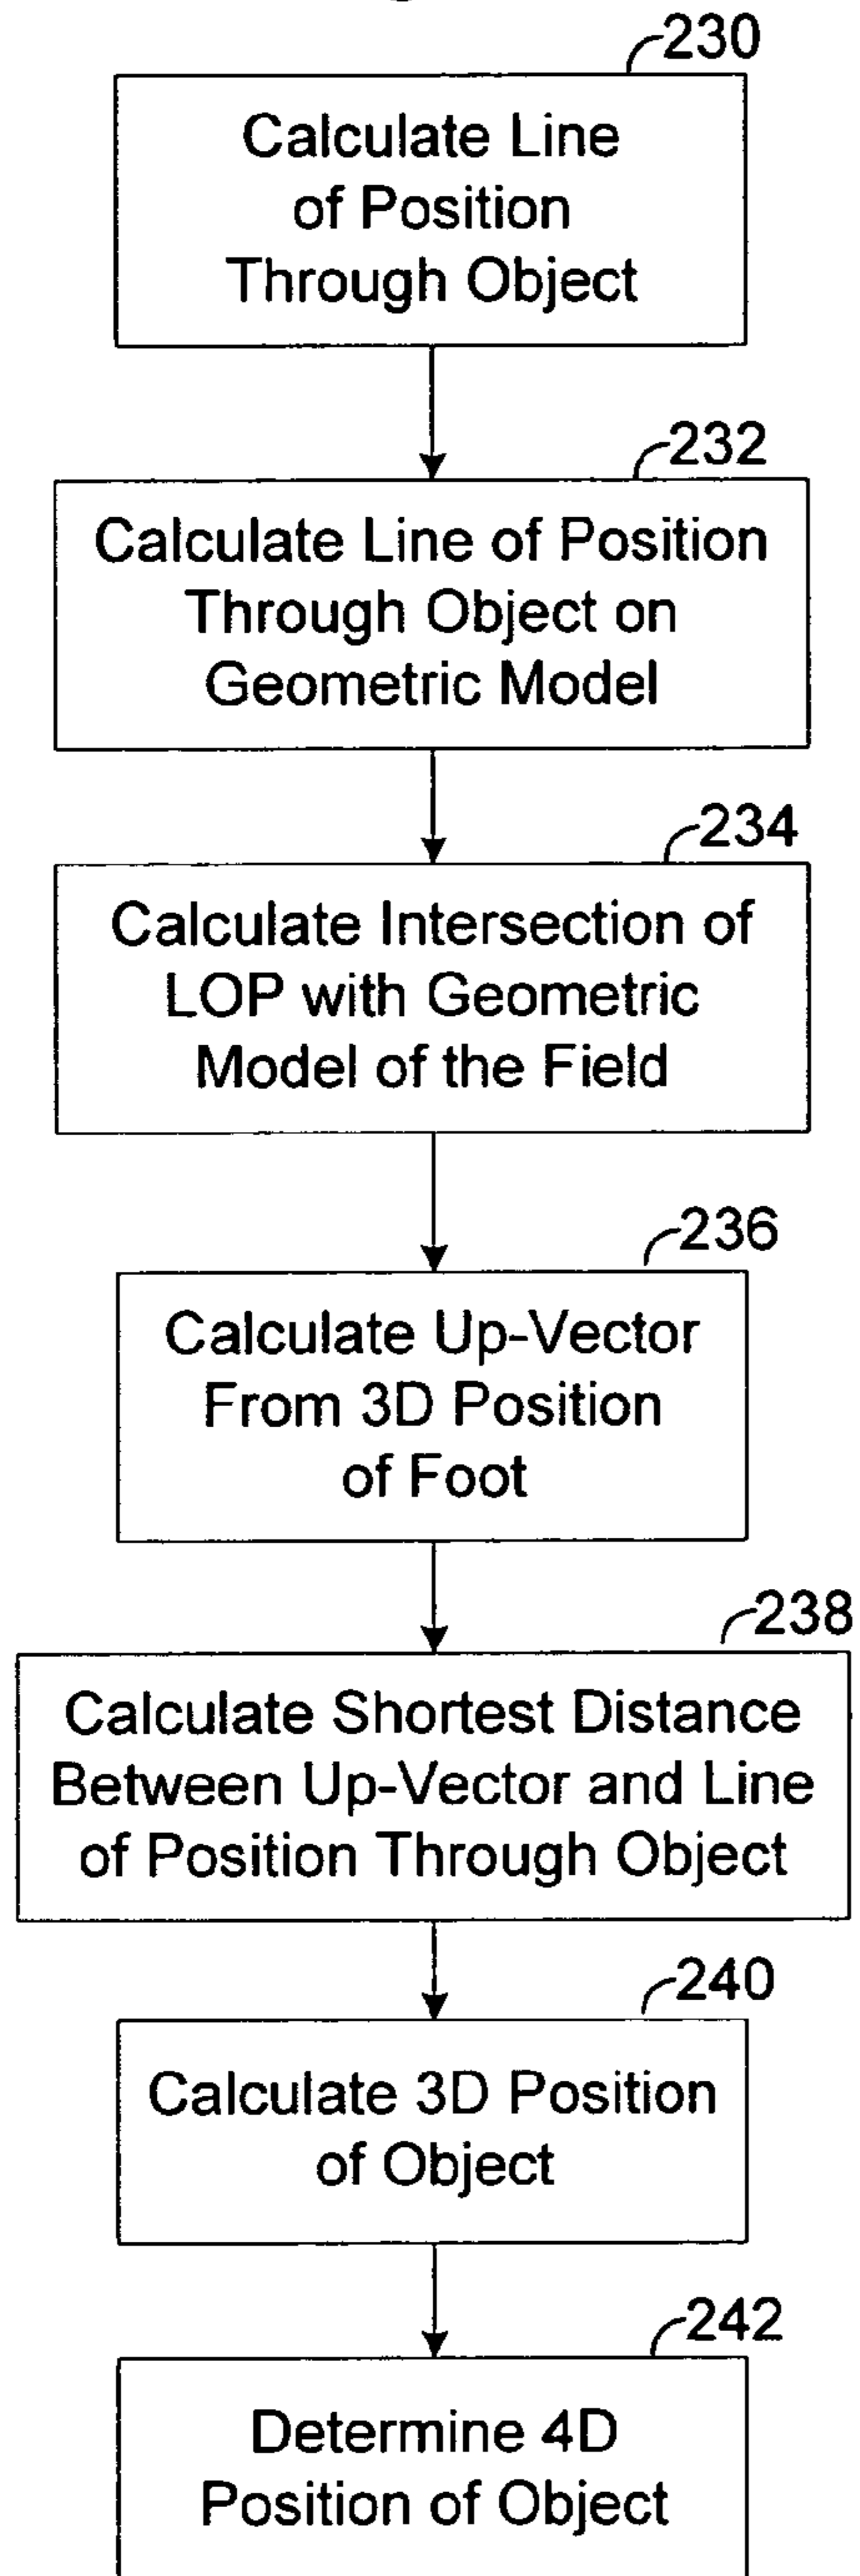 230
Calculate Line
of Position
Through Object
232
Calculate Line of Position
Through Object on
Geometric Model
234
Calculate Intersection of
LOP with Geometric
Model of the Field
236
Calculate Up-Vector
From 3D Position
of Foot
238
Calculate Shortest Distance
Between Up-Vector and Line
of Position Through Object
240
Calculate 3D Position
of Object
242
Determine 4D
Position of Object